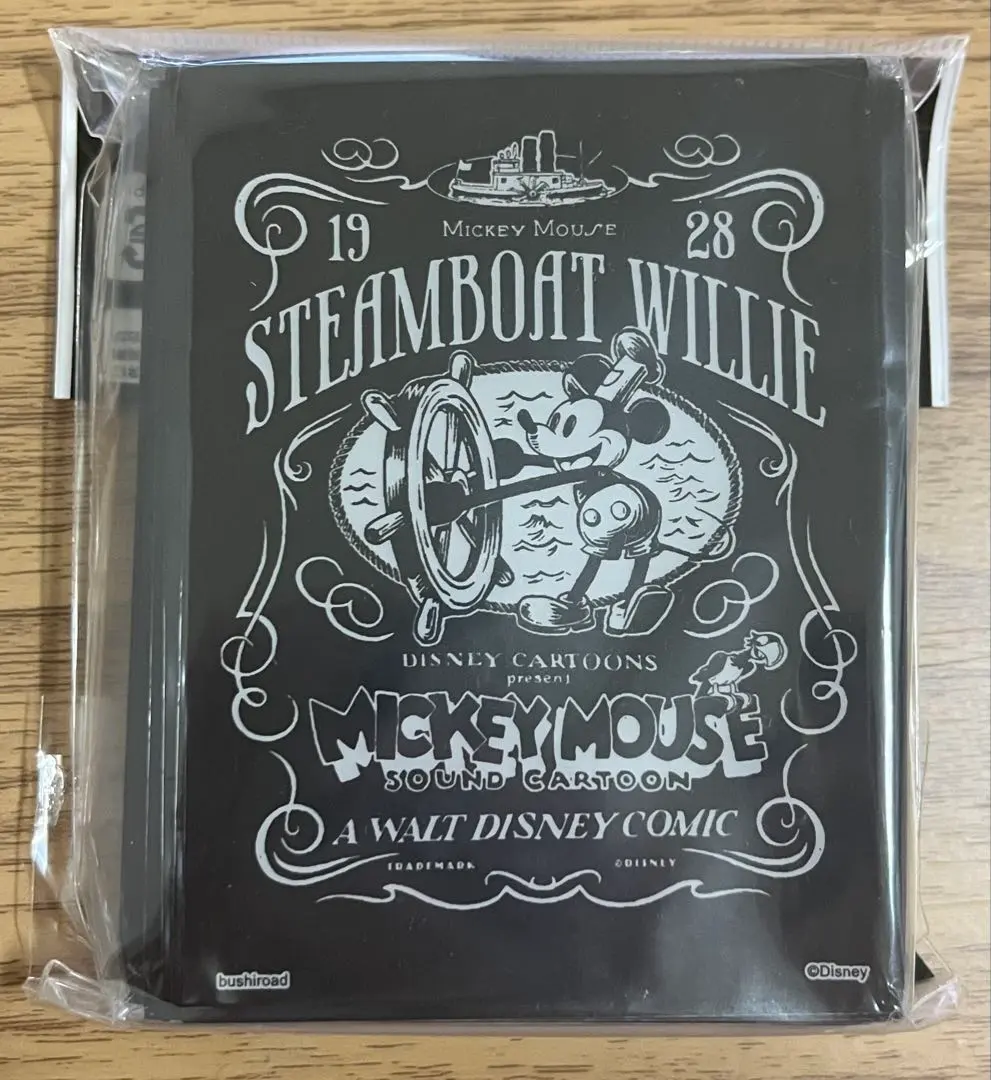 19
Mickey Mouse
28
STEAMBOAT WILLIE
DISNEY CARTOONS
present
MICKEY MOUSE
SOUND CARTOON
A WALT DISNEY COMIC
TRADEMARK
©DISNEY
bushiroad
©Disney